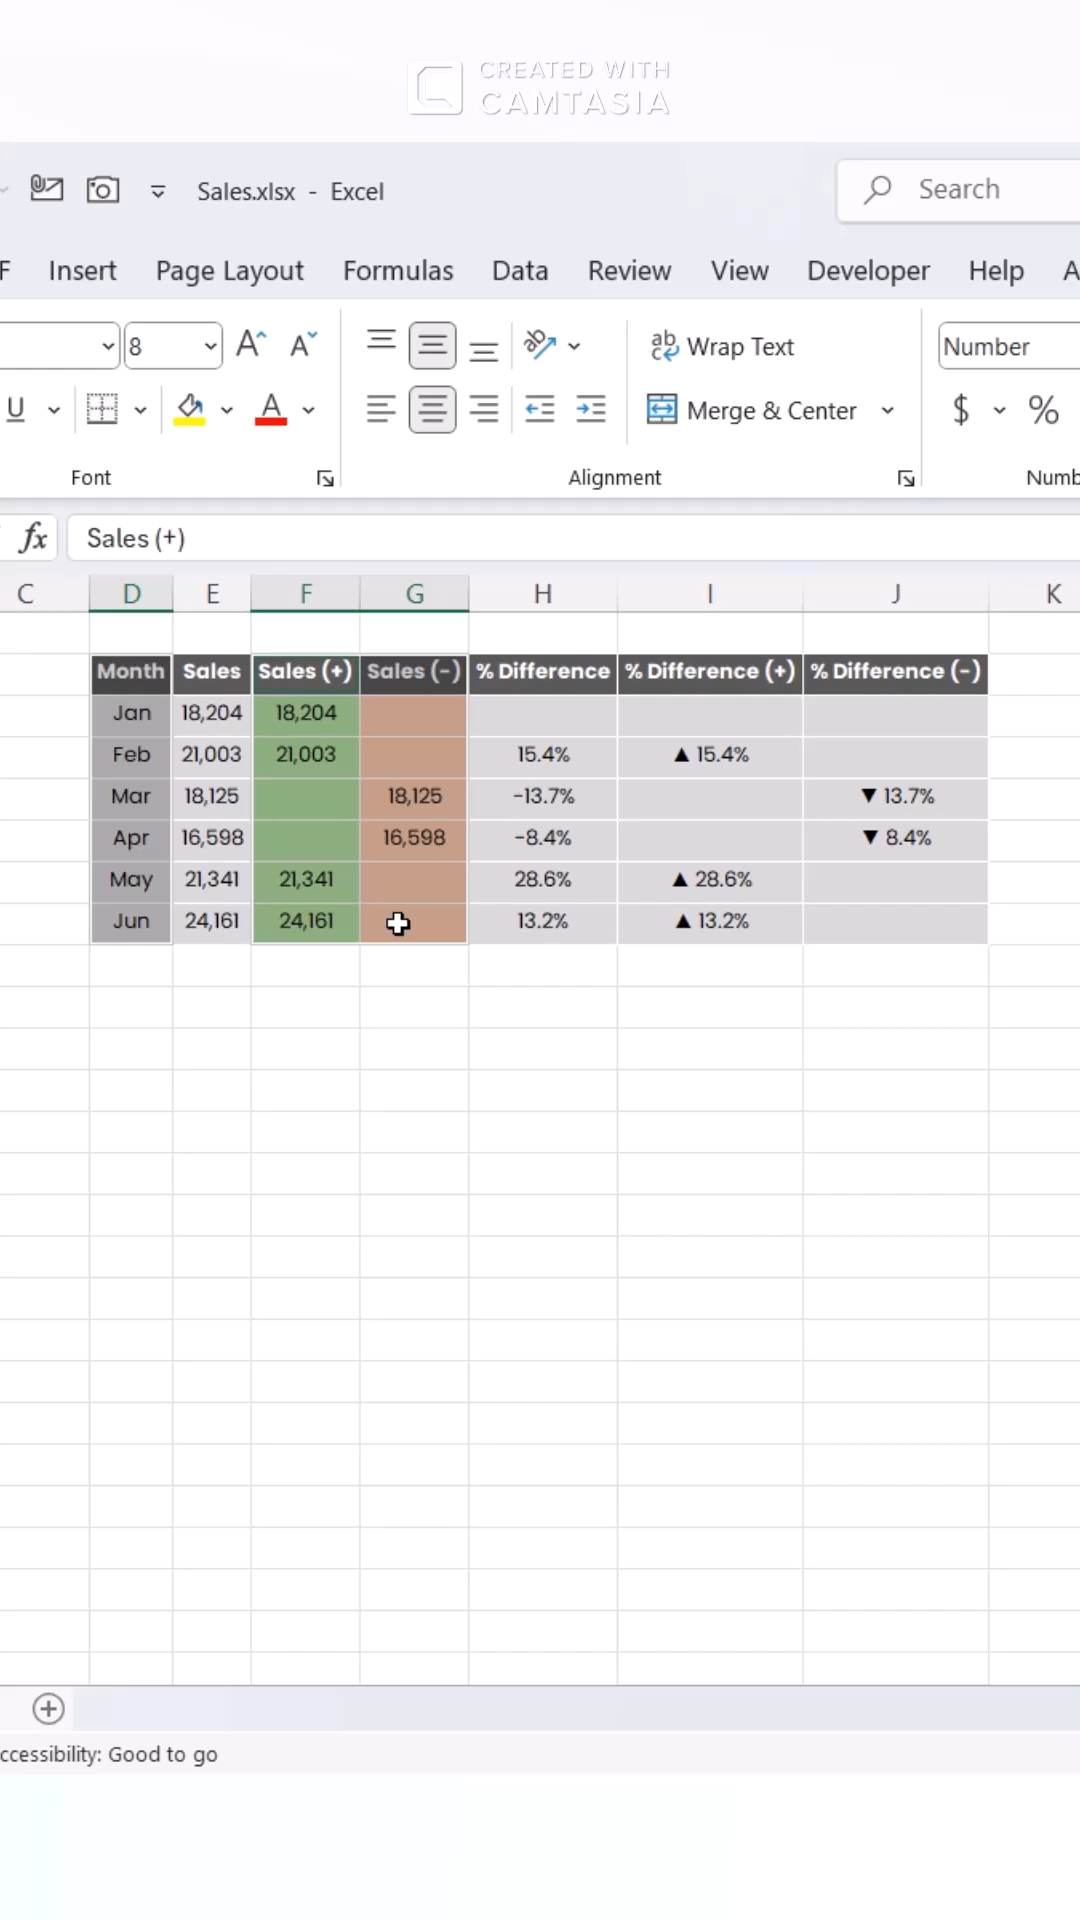 CREATED WITH
CAMTASIA
Sales.xlsx - Excel
Search
F Insert Page Layout Formulas Data Review View Developer Help A
8 A A ab Wrap Text Number
U A Merge & Center $ %
Font Alignment Numb
fx Sales (+)
C D E F G H I J K
Month Sales Sales (+) Sales (-) % Difference % Difference (+) % Difference (-)
Jan 18,204 18,204
Feb 21,003 21,003 15.4% ▲ 15.4%
Mar 18,125 18,125 -13.7% ▼ 13.7%
Apr 16,598 16,598 -8.4% ▼ 8.4%
May 21,341 21,341 28.6% ▲ 28.6%
Jun 24,161 24,161 13.2% ▲ 13.2%
ccessibility: Good to go